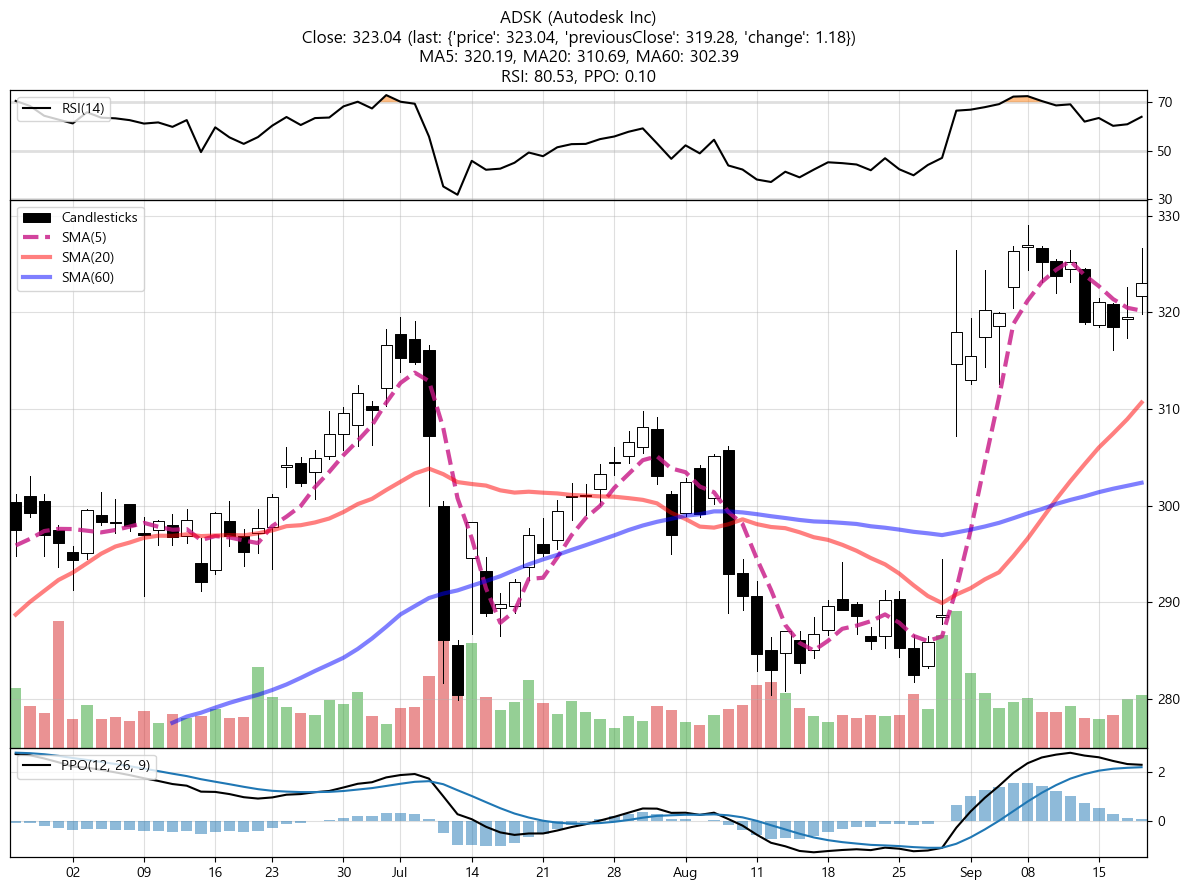 ADSK (Autodesk Inc)
Close: 323.04 (last: {'price': 323.04, 'previousClose': 319.28, 'change': 1.18})
MA5: 320.19, MA20: 310.69, MA60: 302.39
RSI: 80.53, PPO: 0.10
RSI(14)
70
50
30
Candlesticks
SMA(5)
SMA(20)
SMA(60)
330
320
310
300
290
280
PPO(12, 26, 9)
2
0
02 09 16 23 30 Jul 14 21 28 Aug 11 18 25 Sep 08 15